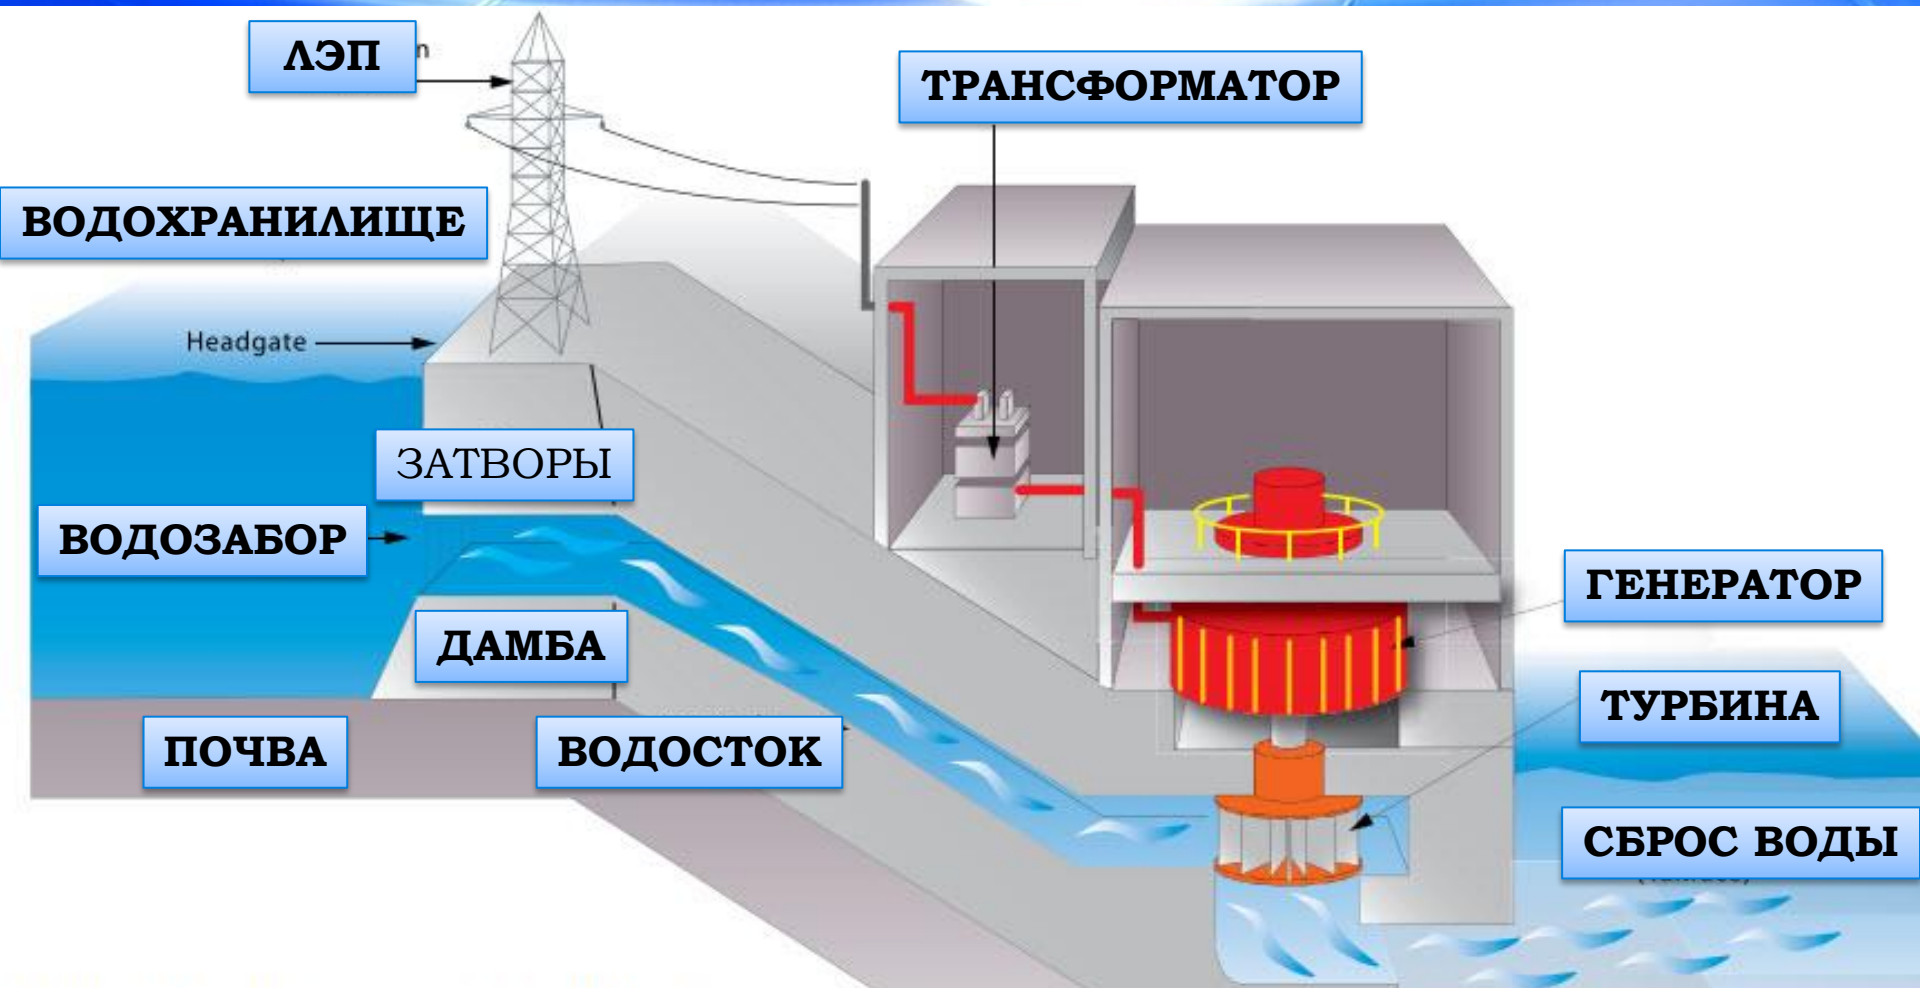 ЛЭП
n
ТРАНСФОРМАТОР
ВОДОХРАНИЛИЩЕ
Headgate
ЗАТВОРЫ
ВОДОЗАБОР
ГЕНЕРАТОР
ДАМБА
ТУРБИНА
ПОЧВА
ВОДОСТОК
СБРОС ВОДЫ